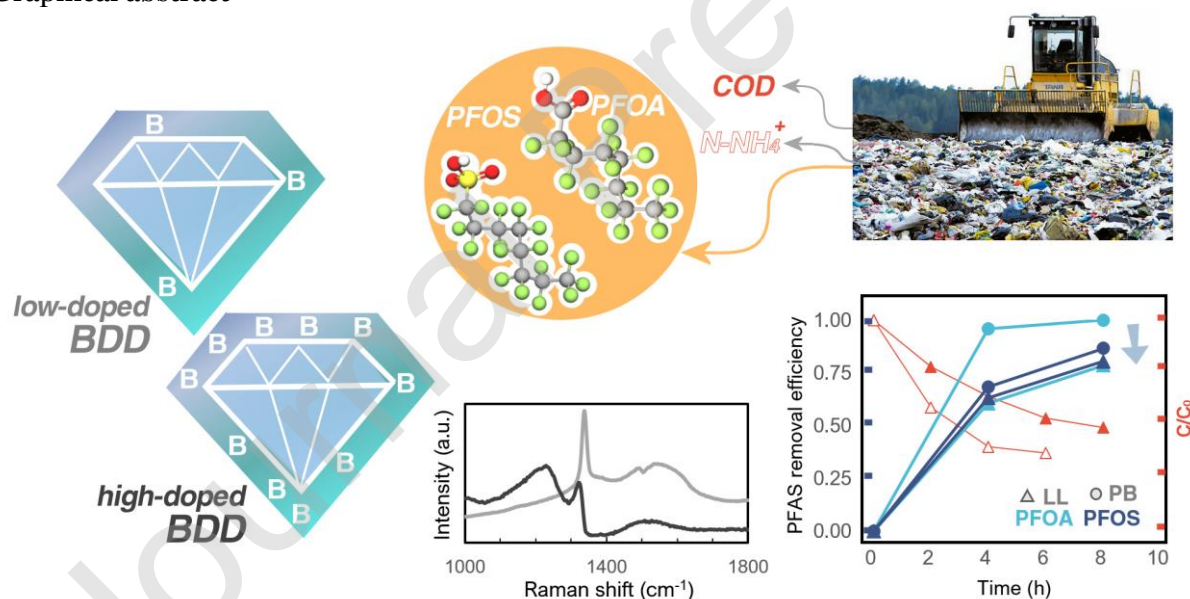 Graphical abstract
Journal Pre
B
B
B
low-doped
BDD
B B B B
B
B
B
B
B
B
B
high-doped
BDD
PFOS
PFOA
COD
N-NH4+
Intensity (a.u.)
1000 1400 1800
Raman shift (cm⁻¹)
PFAS removal efficiency
1.00
0.75
0.50
0.25
0.00
△ LL ○ PB
PFOA PFOS
C/C₀
0 2 4 6 8 10
Time (h)